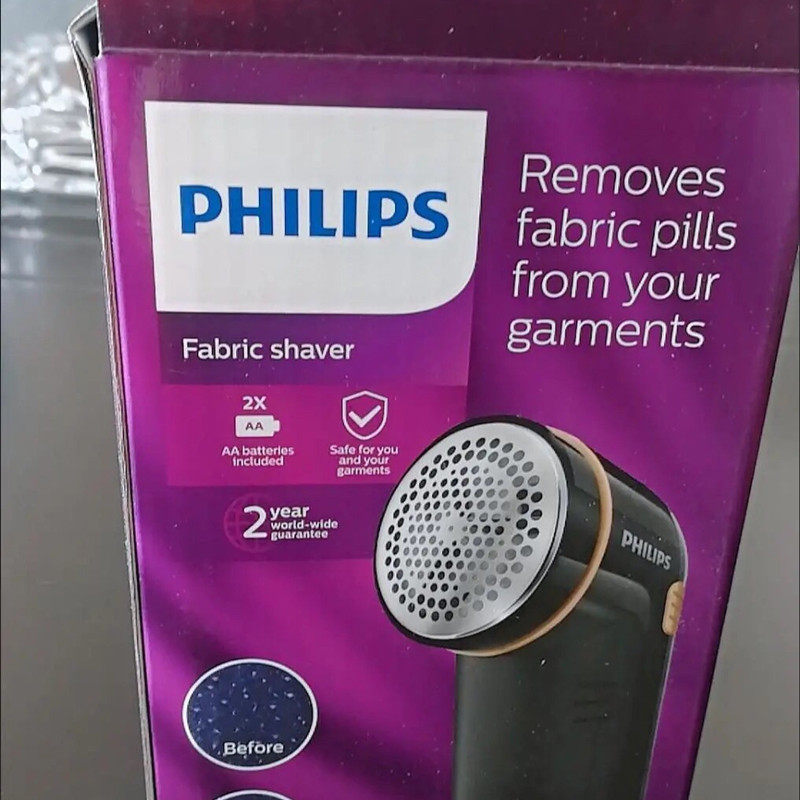 PHILIPS
Removes
fabric pills
from your
garments
Fabric shaver
2X
AA
AA batteries
included
Safe for you
and your
garments
2 year
world-wide
guarantee
PHILIPS
Before